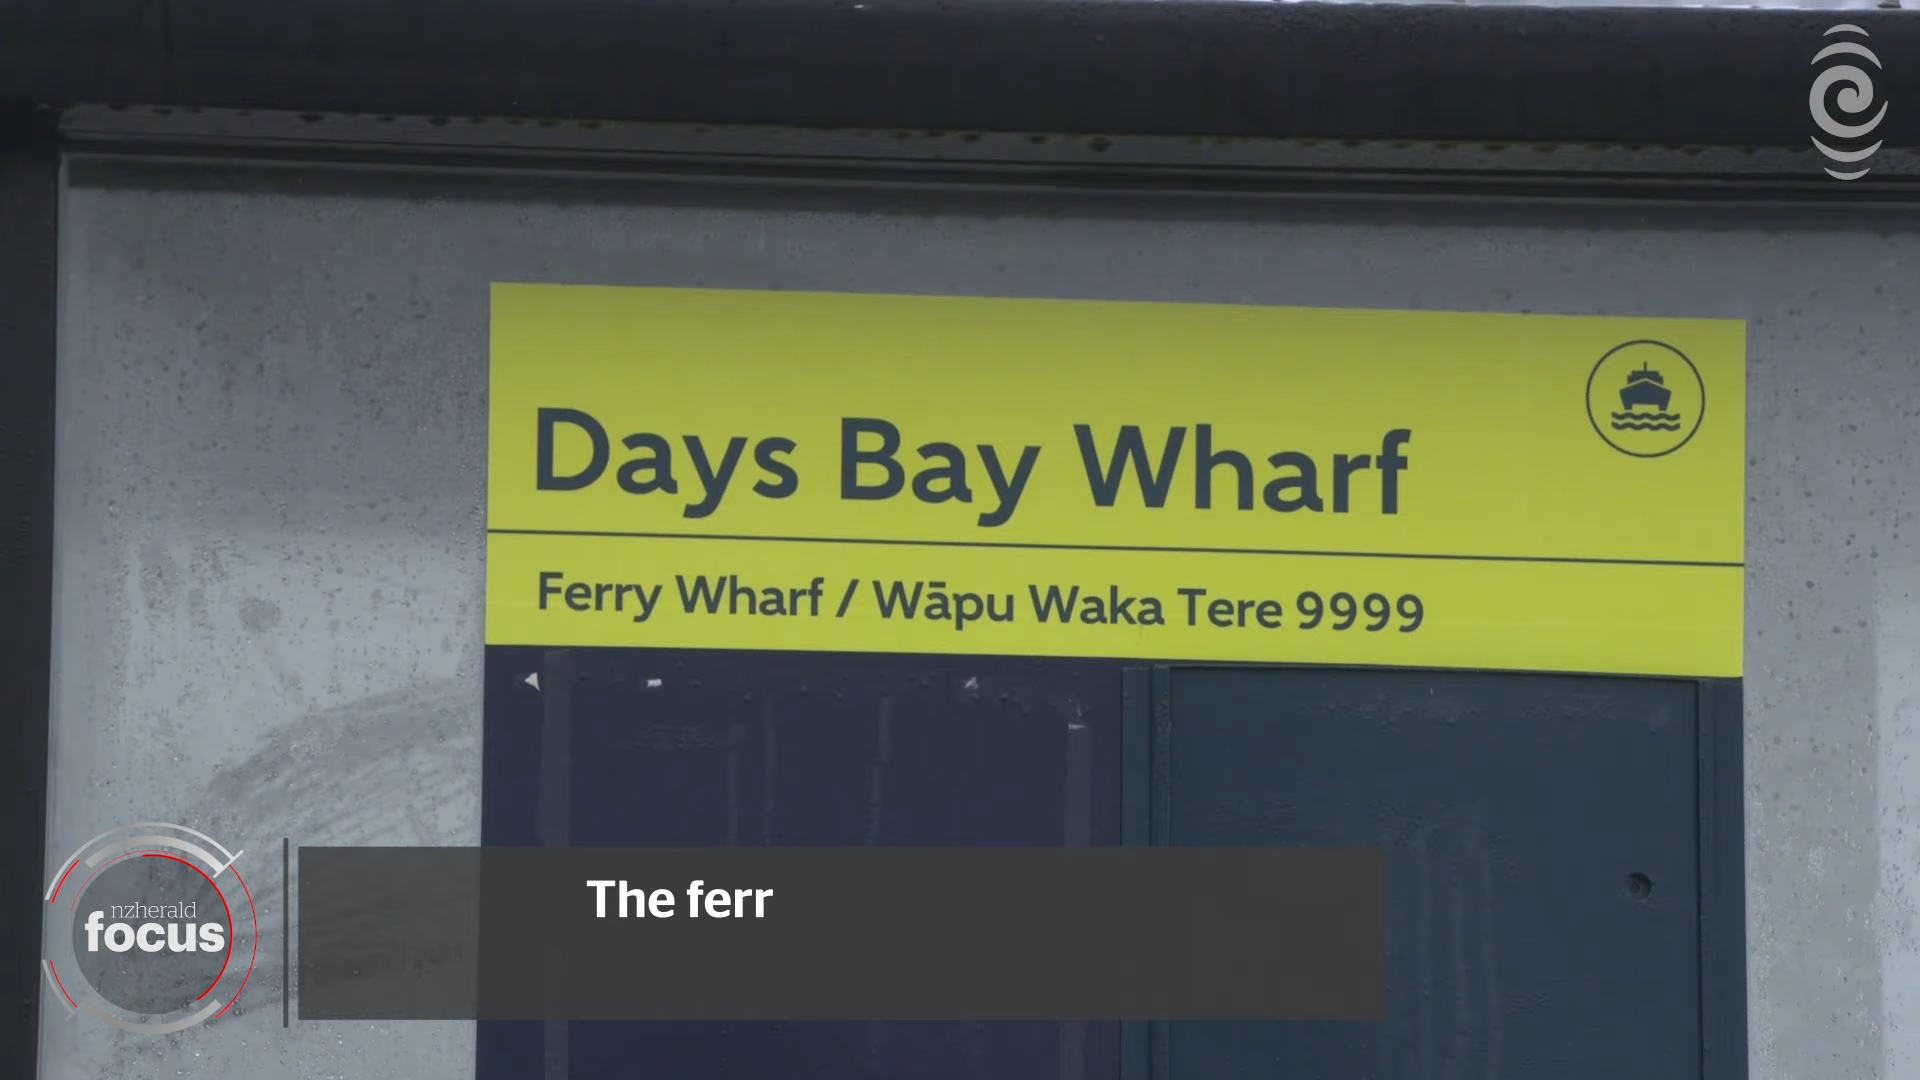 Days Bay Wharf
Ferry Wharf / Wāpu Waka Tere 9999
The ferr
nzherald
focus